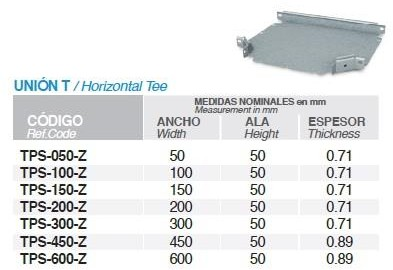 UNIÓN T / Horizontal Tee
MEDIDAS NOMINALES en mm
Measurement in mm
CÓDIGO ANCHO ALA ESPESOR
Ref.Code Width Height Thickness
TPS-050-Z 50 50 0.71
TPS-100-Z 100 50 0.71
TPS-150-Z 150 50 0.71
TPS-200-Z 200 50 0.71
TPS-300-Z 300 50 0.71
TPS-450-Z 450 50 0.89
TPS-600-Z 600 50 0.89